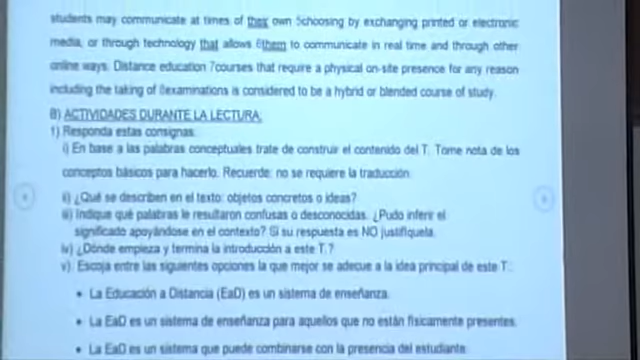 students may communicate at times of their own 5choosing by exchanging printed or electronic
media, or through technology that allows 6them to communicate in real time and through other
online ways. Distance education 7courses that require a physical on-site presence for any reason
including the taking of 8examinations is considered to be a hybrid or blended course of study.
B) ACTIVIDADES DURANTE LA LECTURA:
1) Responda estas consignas:
i) En base a las palabras conceptuales trate de construir el contenido del T. Tome nota de los
conceptos básicos para hacerlo. Recuerde: no se requiere la traducción.
ii) ¿Qué se describen en el texto: objetos concretos o ideas?
iii) Indique qué palabras le resultaron confusas o desconocidas. ¿Pudo inferir el
significado apoyándose en el contexto? Si su respuesta es NO justifíquela.
iv) ¿Dónde empieza y termina la introducción a este T.?
v). Escoja entre las siguientes opciones la que mejor se adecue a la idea principal de este T.:
• La Educación a Distancia (EaD) es un sistema de enseñanza.
• La EaD es un sistema de enseñanza para aquellos que no están físicamente presentes.
• La EaD es un sistema que puede combinarse con la presencia del estudiante